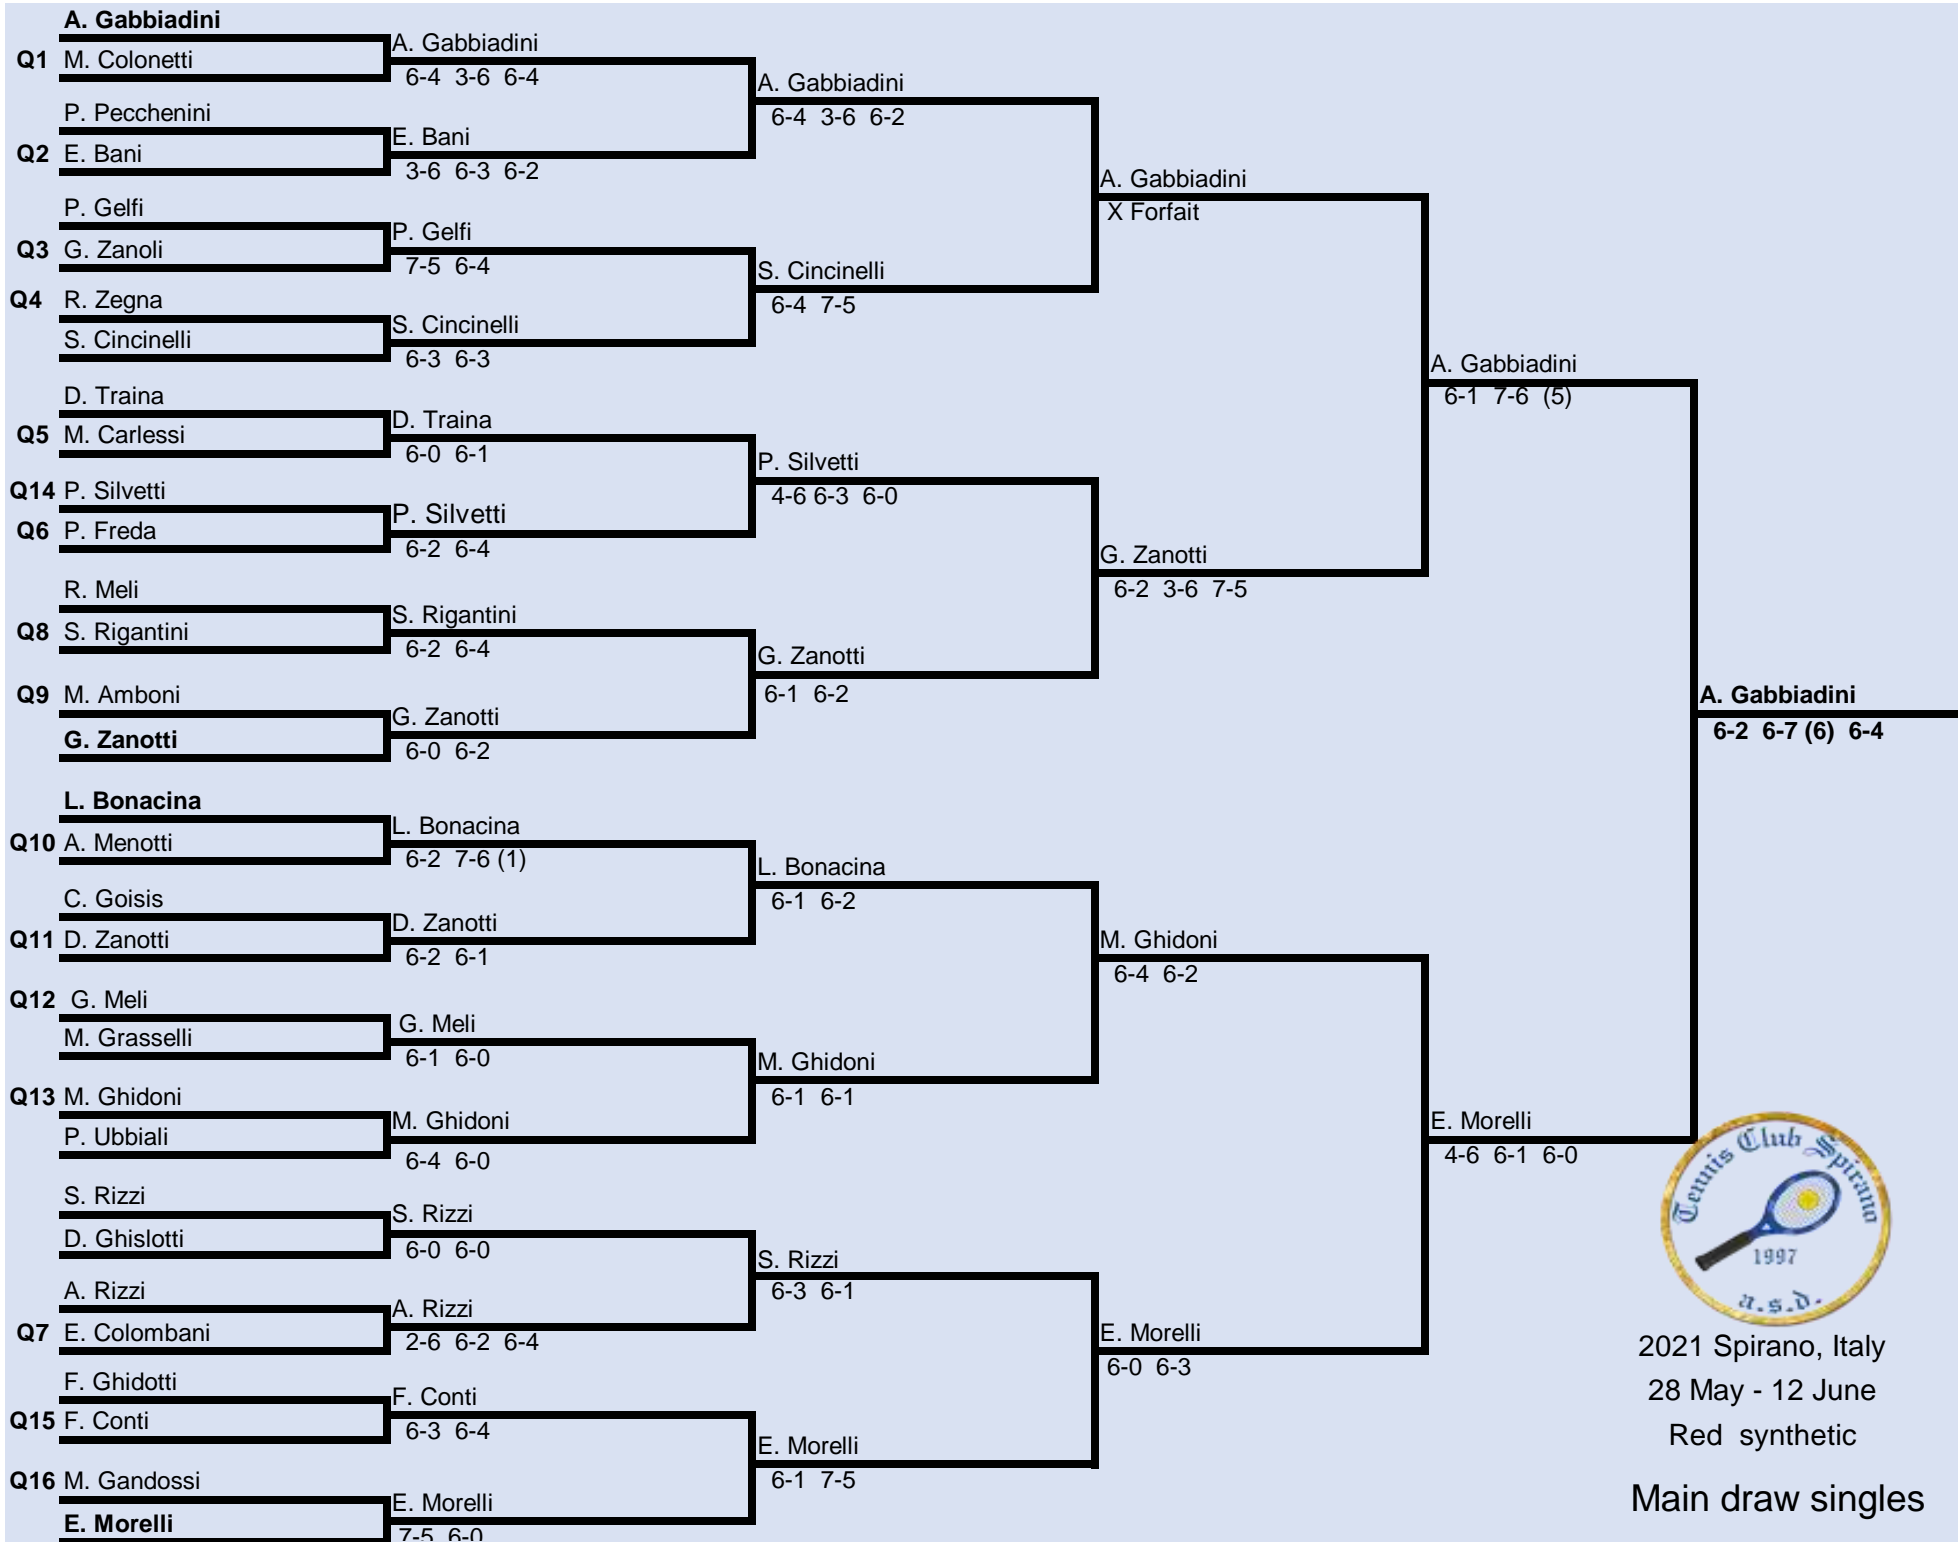 A. Gabbiadini
Q1 M. Colonetti
P. Pecchenini
Q2 E. Bani
P. Gelfi
Q3 G. Zanoli
Q4 R. Zegna
S. Cincinelli
D. Traina
Q5 M. Carlessi
Q14 P. Silvetti
Q6 P. Freda
R. Meli
Q8 S. Rigantini
Q9 M. Amboni
G. Zanotti
L. Bonacina
Q10 A. Menotti
C. Goisis
Q11 D. Zanotti
Q12 G. Meli
M. Grasselli
Q13 M. Ghidoni
P. Ubbiali
S. Rizzi
D. Ghislotti
A. Rizzi
Q7 E. Colombani
F. Ghidotti
Q15 F. Conti
Q16 M. Gandossi
E. Morelli
A. Gabbiadini
6-4 3-6 6-4
E. Bani
3-6 6-3 6-2
P. Gelfi
7-5 6-4
S. Cincinelli
6-3 6-3
D. Traina
6-0 6-1
P. Silvetti
6-2 6-4
S. Rigantini
6-2 6-4
G. Zanotti
6-0 6-2
L. Bonacina
6-2 7-6 (1)
D. Zanotti
6-2 6-1
G. Meli
6-1 6-0
M. Ghidoni
6-4 6-0
S. Rizzi
6-0 6-0
A. Rizzi
2-6 6-2 6-4
F. Conti
6-3 6-4
E. Morelli
7-5 6-0
A. Gabbiadini
6-4 3-6 6-2
S. Cincinelli
6-4 7-5
P. Silvetti
4-6 6-3 6-0
G. Zanotti
6-1 6-2
L. Bonacina
6-1 6-2
M. Ghidoni
6-1 6-1
S. Rizzi
6-3 6-1
E. Morelli
6-1 7-5
A. Gabbiadini
X Forfait
G. Zanotti
6-2 3-6 7-5
M. Ghidoni
6-4 6-2
E. Morelli
6-0 6-3
A. Gabbiadini
6-1 7-6 (5)
E. Morelli
4-6 6-1 6-0
A. Gabbiadini
6-2 6-7 (6) 6-4
Tennis Club Spirano
1997
a.s.d.
2021 Spirano, Italy
28 May - 12 June
Red synthetic
Main draw singles